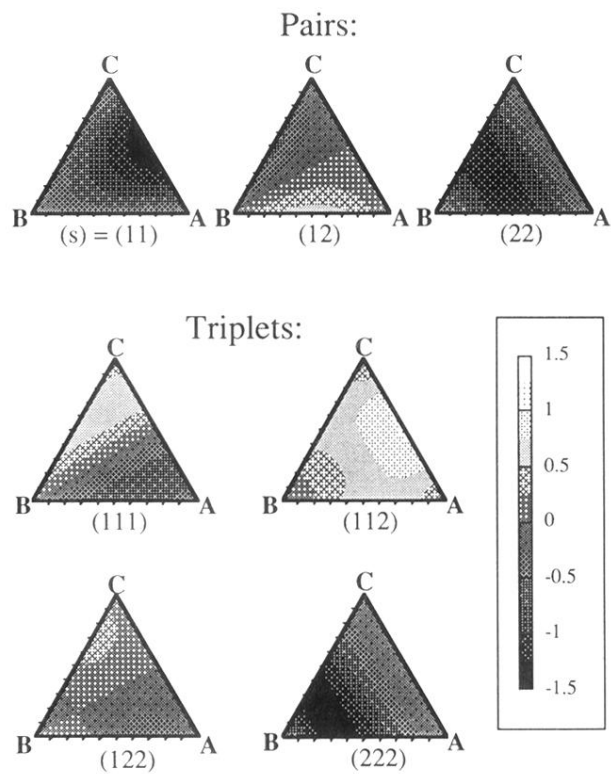 Pairs:
C C C
B A B A B A
(s) = (11) (12) (22)
Triplets:
C C
B A B A
(111) (112)
C C
B A B A
(122) (222)
1.5
1
0.5
0
-0.5
-1
-1.5